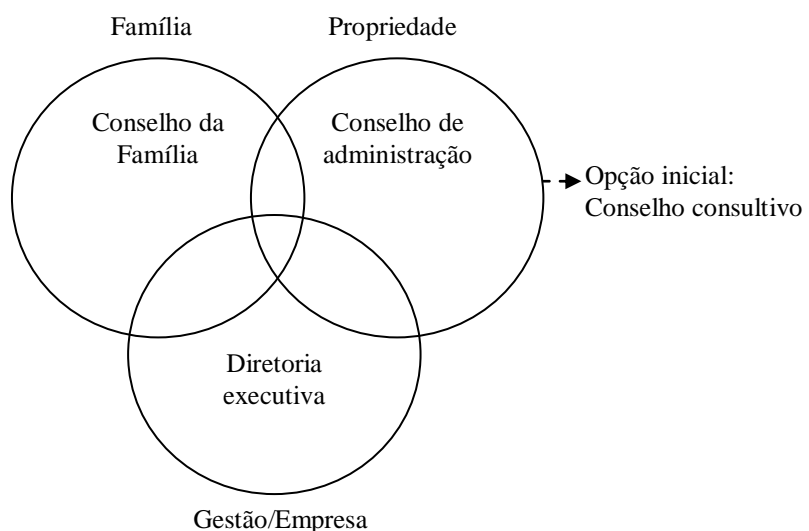 Família
Propriedade
Conselho da
Família
Conselho de
administração
Opção inicial:
Conselho consultivo
Diretoria
executiva
Gestão/Empresa